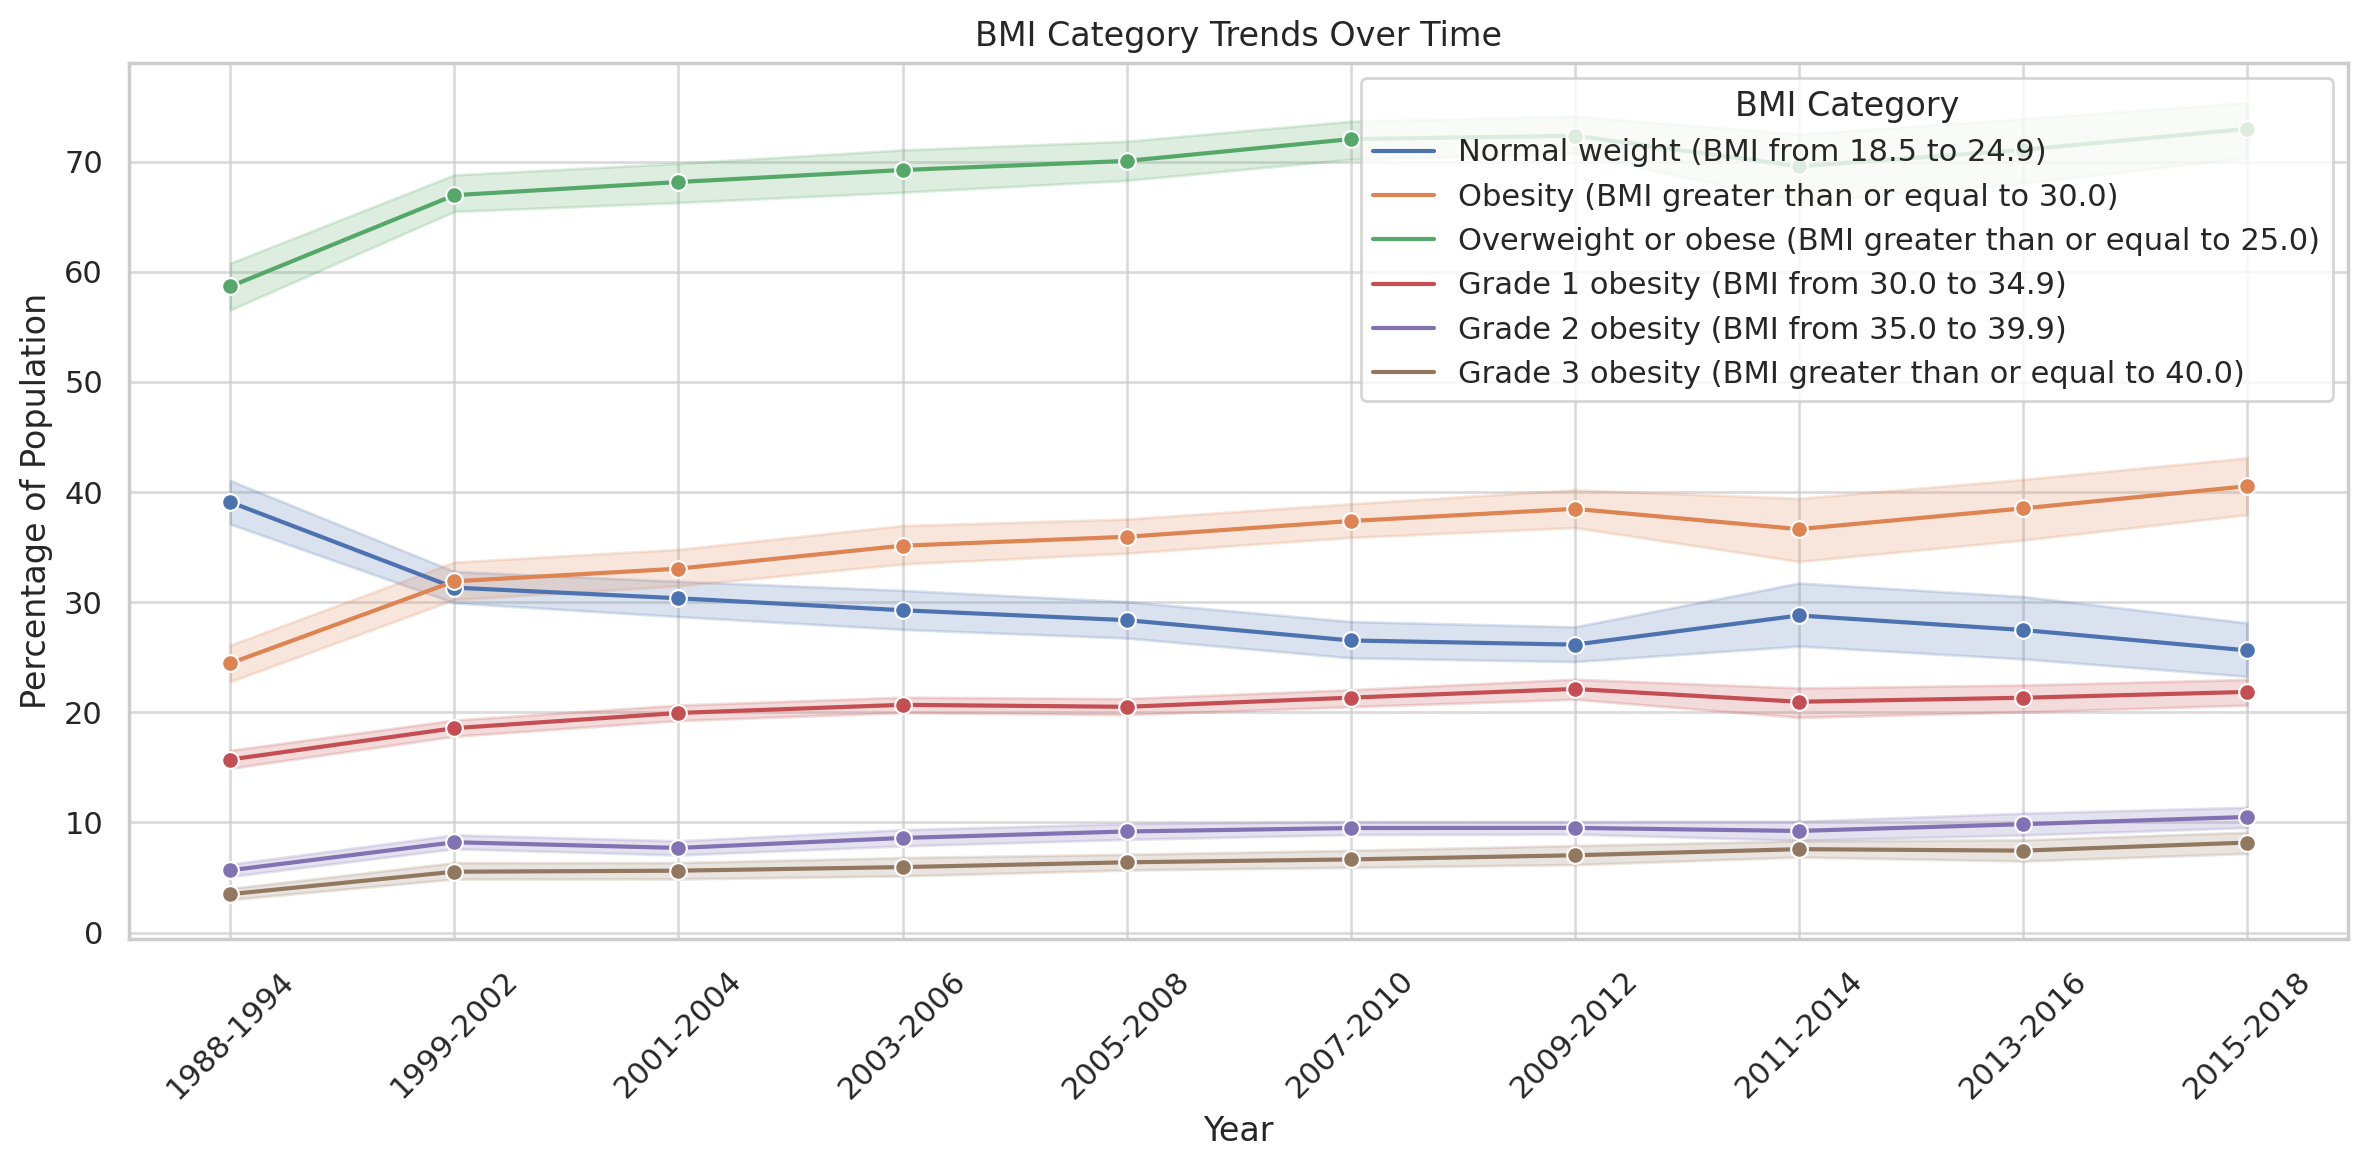 BMI Category Trends Over Time
Percentage of Population
70
60
50
40
30
20
10
0
BMI Category
Normal weight (BMI from 18.5 to 24.9)
Obesity (BMI greater than or equal to 30.0)
Overweight or obese (BMI greater than or equal to 25.0)
Grade 1 obesity (BMI from 30.0 to 34.9)
Grade 2 obesity (BMI from 35.0 to 39.9)
Grade 3 obesity (BMI greater than or equal to 40.0)
1988-1994
1999-2002
2001-2004
2003-2006
2005-2008
2007-2010
2009-2012
2011-2014
2013-2016
2015-2018
Year